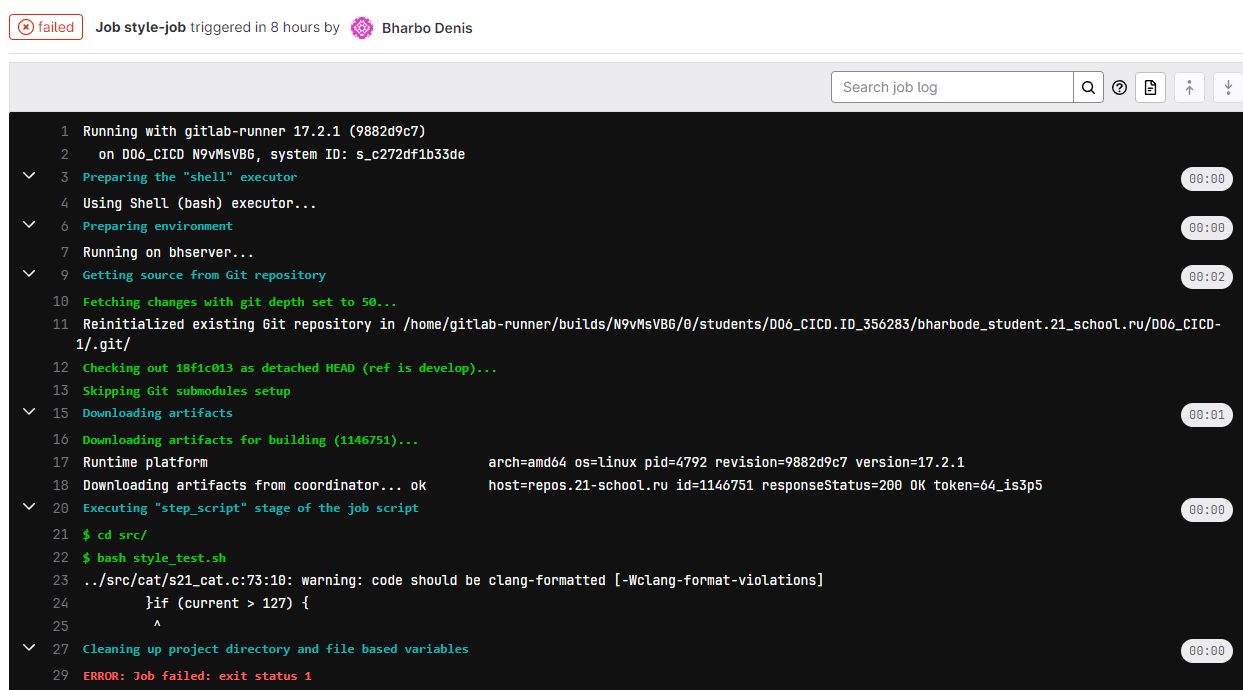 failed Job style-job triggered in 8 hours by Bharbo Denis
Search job log
1 Running with gitlab-runner 17.2.1 (9882d9c7)
2 on DO6_CICD N9vMsVBG, system ID: s_c272df1b33de
3 Preparing the "shell" executor 00:00
4 Using Shell (bash) executor...
6 Preparing environment 00:00
7 Running on bhserver...
9 Getting source from Git repository 00:02
10 Fetching changes with git depth set to 50...
11 Reinitialized existing Git repository in /home/gitlab-runner/builds/N9vMsVBG/0/students/DO6_CICD.ID_356283/bharbode_student.21_school.ru/DO6_CICD-
1/.git/
12 Checking out 18f1c013 as detached HEAD (ref is develop)...
13 Skipping Git submodules setup
15 Downloading artifacts 00:01
16 Downloading artifacts for building (1146751)...
17 Runtime platform arch=amd64 os=linux pid=4792 revision=9882d9c7 version=17.2.1
18 Downloading artifacts from coordinator... ok host=repos.21-school.ru id=1146751 responseStatus=200 OK token=64_is3p5
20 Executing "step_script" stage of the job script 00:00
21 $ cd src/
22 $ bash style_test.sh
23 ../src/cat/s21_cat.c:73:10: warning: code should be clang-formatted [-Wclang-format-violations]
24 }if (current > 127) {
25 ^
27 Cleaning up project directory and file based variables 00:00
29 ERROR: Job failed: exit status 1